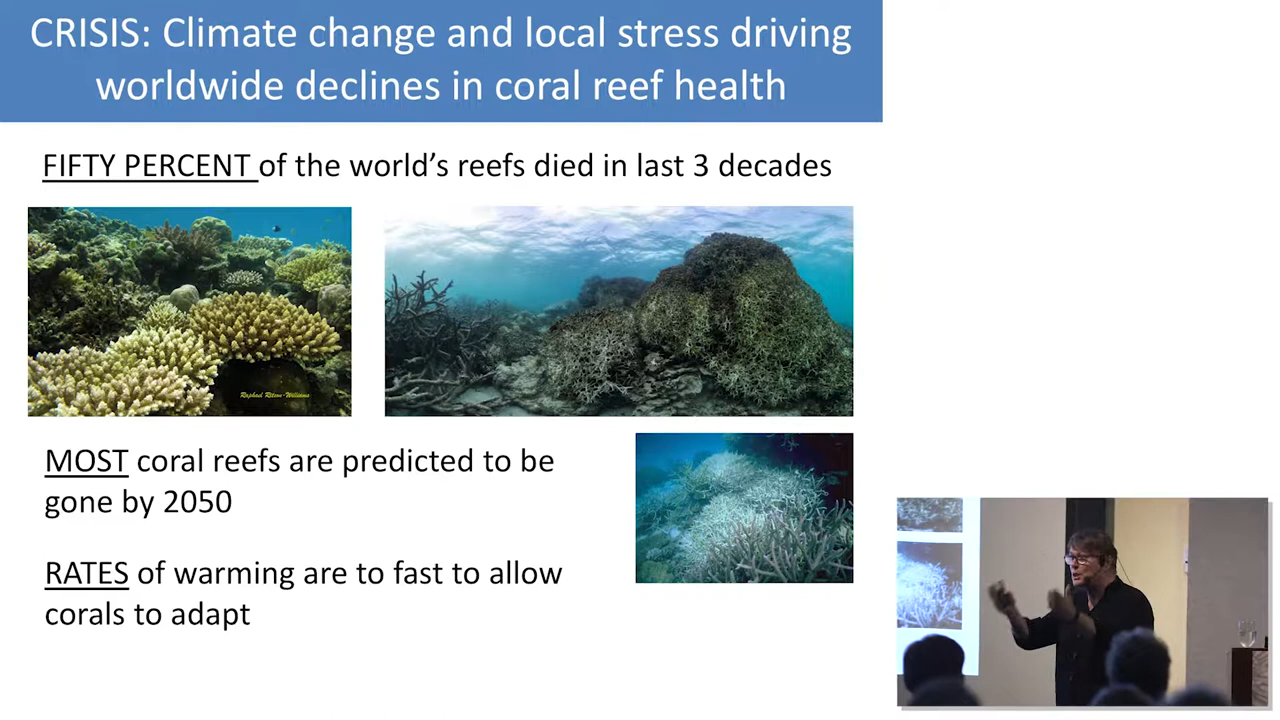 CRISIS: Climate change and local stress driving
worldwide declines in coral reef health
FIFTY PERCENT of the world's reefs died in last 3 decades
Raphael Ritson-Williams
MOST coral reefs are predicted to be
gone by 2050
RATES of warming are to fast to allow
corals to adapt